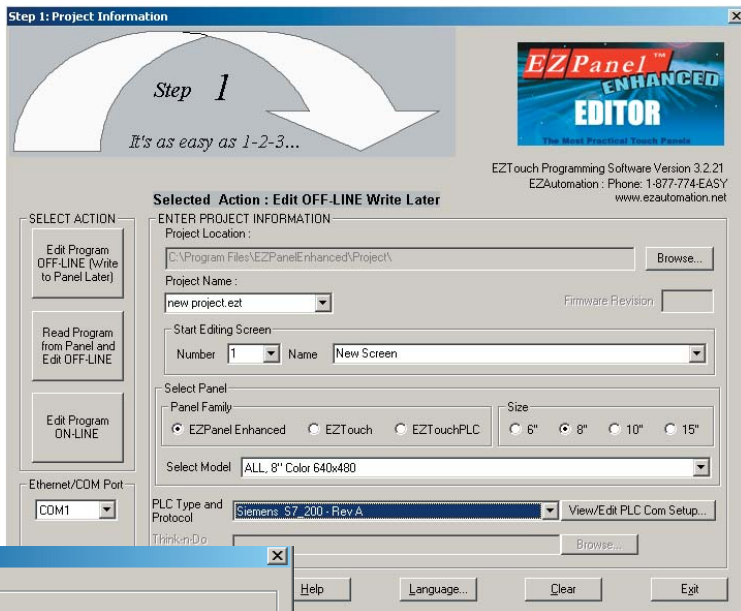 Step 1: Project Information
Step 1
It's as easy as 1-2-3...
EZPanel™
ENHANCED
EDITOR
The Most Practical Touch Panels
EZTouch Programming Software Version 3.2.21
EZAutomation : Phone: 1-877-774-EASY
www.ezautomation.net
Selected Action : Edit OFF-LINE Write Later
SELECT ACTION
Edit Program
OFF-LINE (Write
to Panel Later)
Read Program
from Panel and
Edit OFF-LINE
Edit Program
ON-LINE
Ethernet/COM Port
COM1
ENTER PROJECT INFORMATION
Project Location :
C:\Program Files\EZPanelEnhanced\Project\
Browse...
Project Name :
new project.ezt
Firmware Revision
Start Editing Screen
Number 1 Name New Screen
Select Panel
Panel Family
EZPanel Enhanced EZTouch EZTouchPLC
Size
6" 8" 10" 15"
Select Model ALL, 8" Color 640x480
PLC Type and
Protocol
Siemens S7_200 - Rev A
View/Edit PLC Com Setup...
Think-n-Do
Browse...
Help Language... Clear Exit